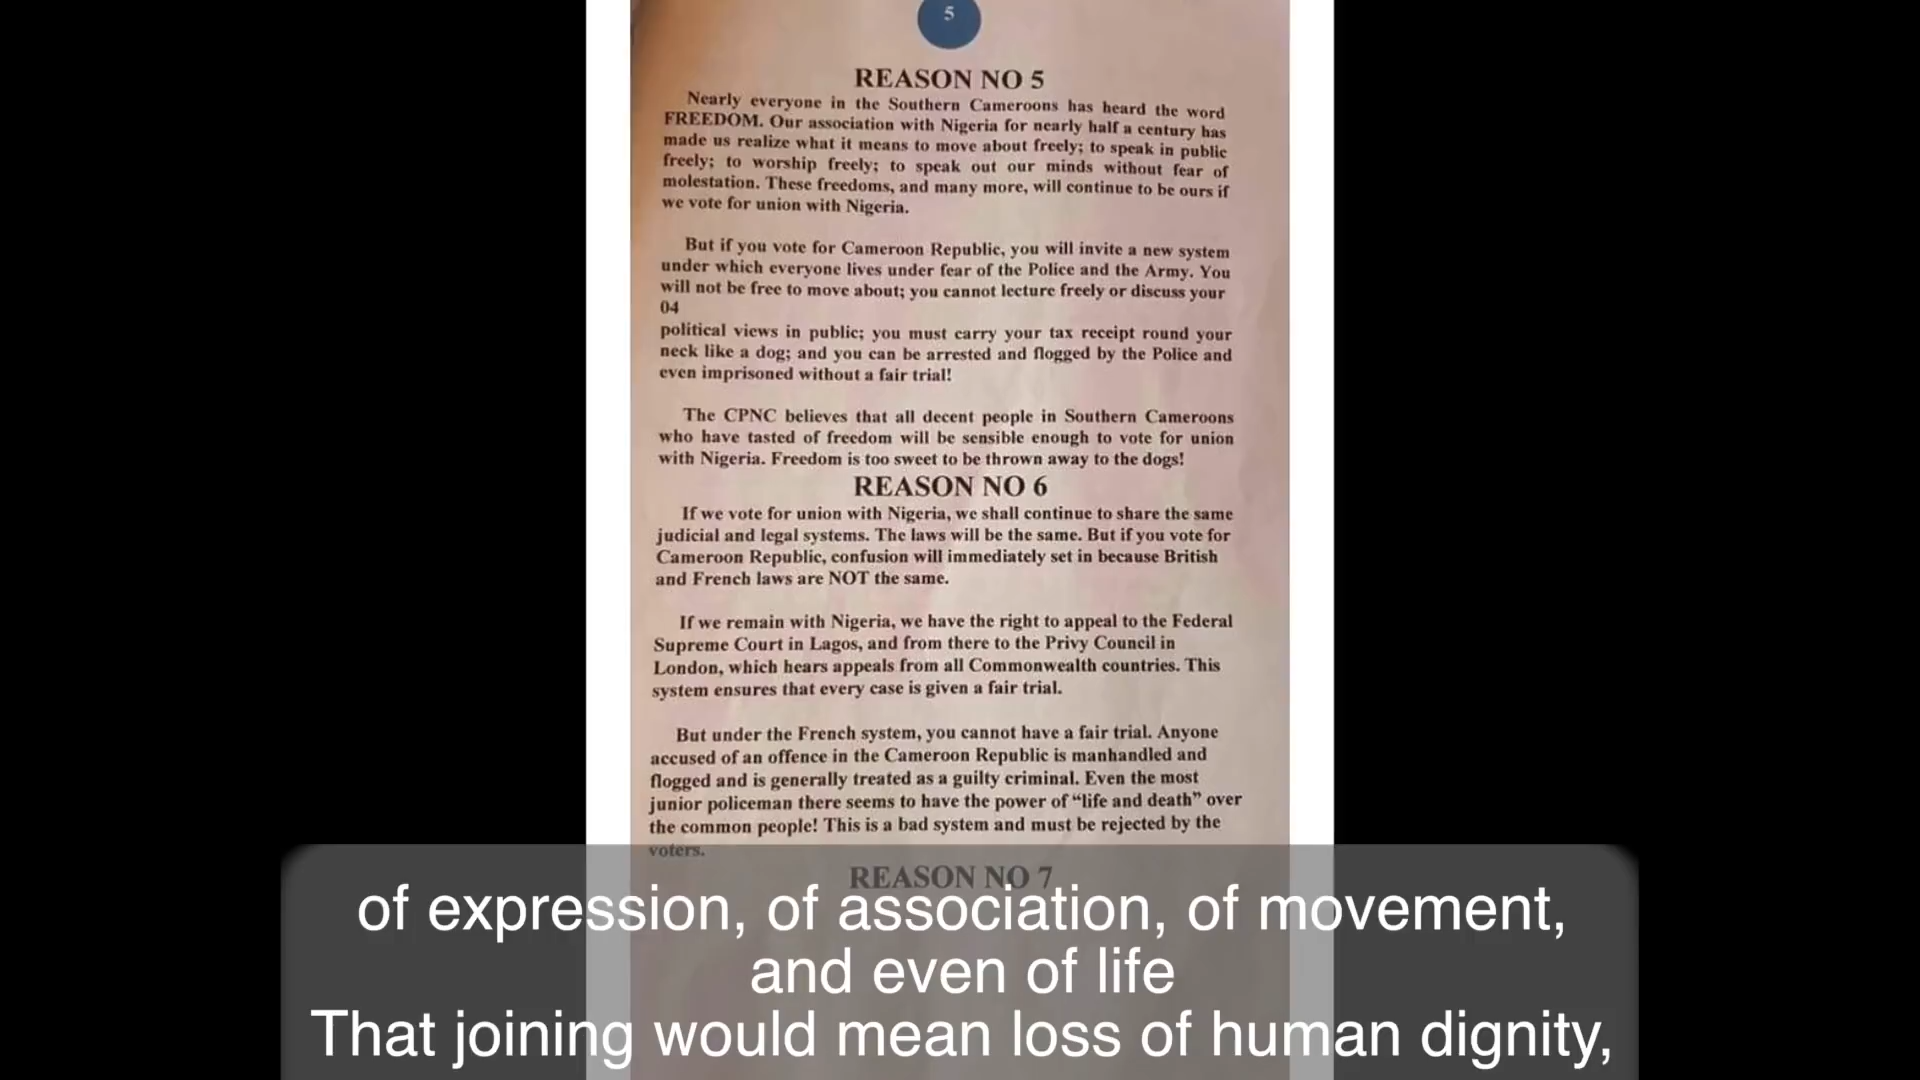 5
REASON NO 5
Nearly everyone in the Southern Cameroons has heard the word
FREEDOM. Our association with Nigeria for nearly half a century has
made us realize what it means to move about freely; to speak in public
freely; to worship freely; to speak out our minds without fear of
molestation. These freedoms, and many more, will continue to be ours if
we vote for union with Nigeria.
But if you vote for Cameroon Republic, you will invite a new system
under which everyone lives under fear of the Police and the Army. You
will not be free to move about; you cannot lecture freely or discuss your
04
political views in public; you must carry your tax receipt round your
neck like a dog; and you can be arrested and flogged by the Police and
even imprisoned without a fair trial!
The CPNC believes that all decent people in Southern Cameroons
who have tasted of freedom will be sensible enough to vote for union
with Nigeria. Freedom is too sweet to be thrown away to the dogs!
REASON NO 6
If we vote for union with Nigeria, we shall continue to share the same
judicial and legal systems. The laws will be the same. But if you vote for
Cameroon Republic, confusion will immediately set in because British
and French laws are NOT the same.
If we remain with Nigeria, we have the right to appeal to the Federal
Supreme Court in Lagos, and from there to the Privy Council in
London, which hears appeals from all Commonwealth countries. This
system ensures that every case is given a fair trial.
But under the French system, you cannot have a fair trial. Anyone
accused of an offence in the Cameroon Republic is manhandled and
flogged and is generally treated as a guilty criminal. Even the most
junior policeman there seems to have the power of “life and death” over
the common people! This is a bad system and must be rejected by the
voters.
REASON NO 7
of expression, of association, of movement,
and even of life
That joining would mean loss of human dignity,